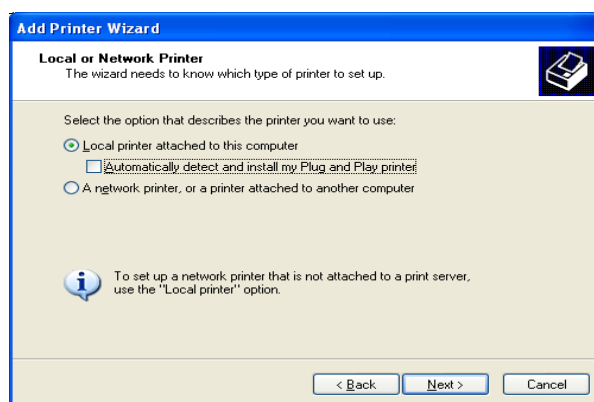 Add Printer Wizard
Local or Network Printer
The wizard needs to know which type of printer to set up.
Select the option that describes the printer you want to use:
Local printer attached to this computer
Automatically detect and install my Plug and Play printer
A network printer, or a printer attached to another computer
To set up a network printer that is not attached to a print server,
use the "Local printer" option.
< Back
Next >
Cancel